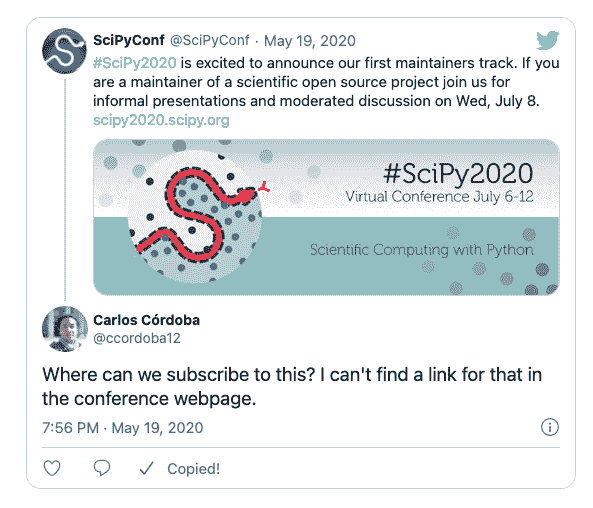 SciPyConf @SciPyConf · May 19, 2020
#SciPy2020 is excited to announce our first maintainers track. If you
are a maintainer of a scientific open source project join us for
informal presentations and moderated discussion on Wed, July 8.
scipy2020.scipy.org
#SciPy2020
Virtual Conference July 6-12
Scientific Computing with Python
Carlos Córdoba
@ccordoba12
Where can we subscribe to this? I can't find a link for that in
the conference webpage.
7:56 PM · May 19, 2020
Copied!